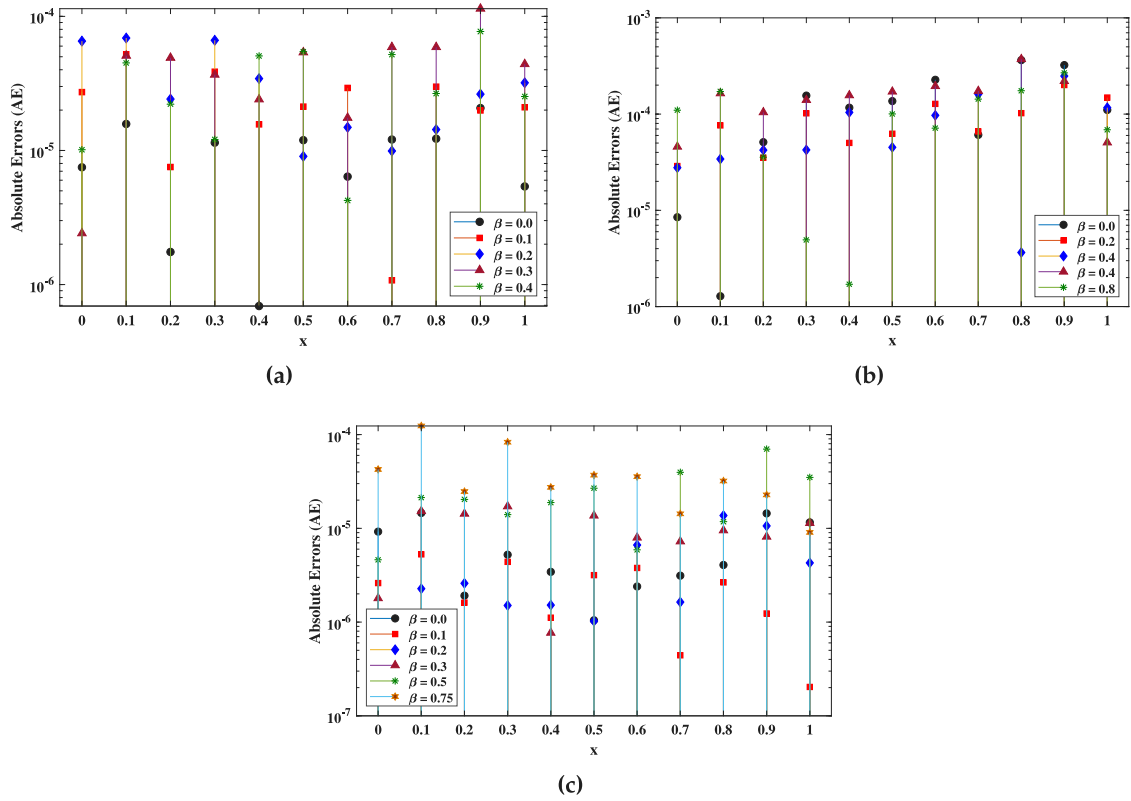 10^-4
10^-5
10^-6
Absolute Errors (AE)
β = 0.0
β = 0.1
β = 0.2
β = 0.3
β = 0.4
0 0.1 0.2 0.3 0.4 0.5 0.6 0.7 0.8 0.9 1
x
(a)
10^-3
10^-4
10^-5
10^-6
Absolute Errors (AE)
β = 0.0
β = 0.2
β = 0.4
β = 0.4
β = 0.8
0 0.1 0.2 0.3 0.4 0.5 0.6 0.7 0.8 0.9 1
x
(b)
10^-4
10^-5
10^-6
10^-7
Absolute Errors (AE)
β = 0.0
β = 0.1
β = 0.2
β = 0.3
β = 0.5
β = 0.75
0 0.1 0.2 0.3 0.4 0.5 0.6 0.7 0.8 0.9 1
x
(c)